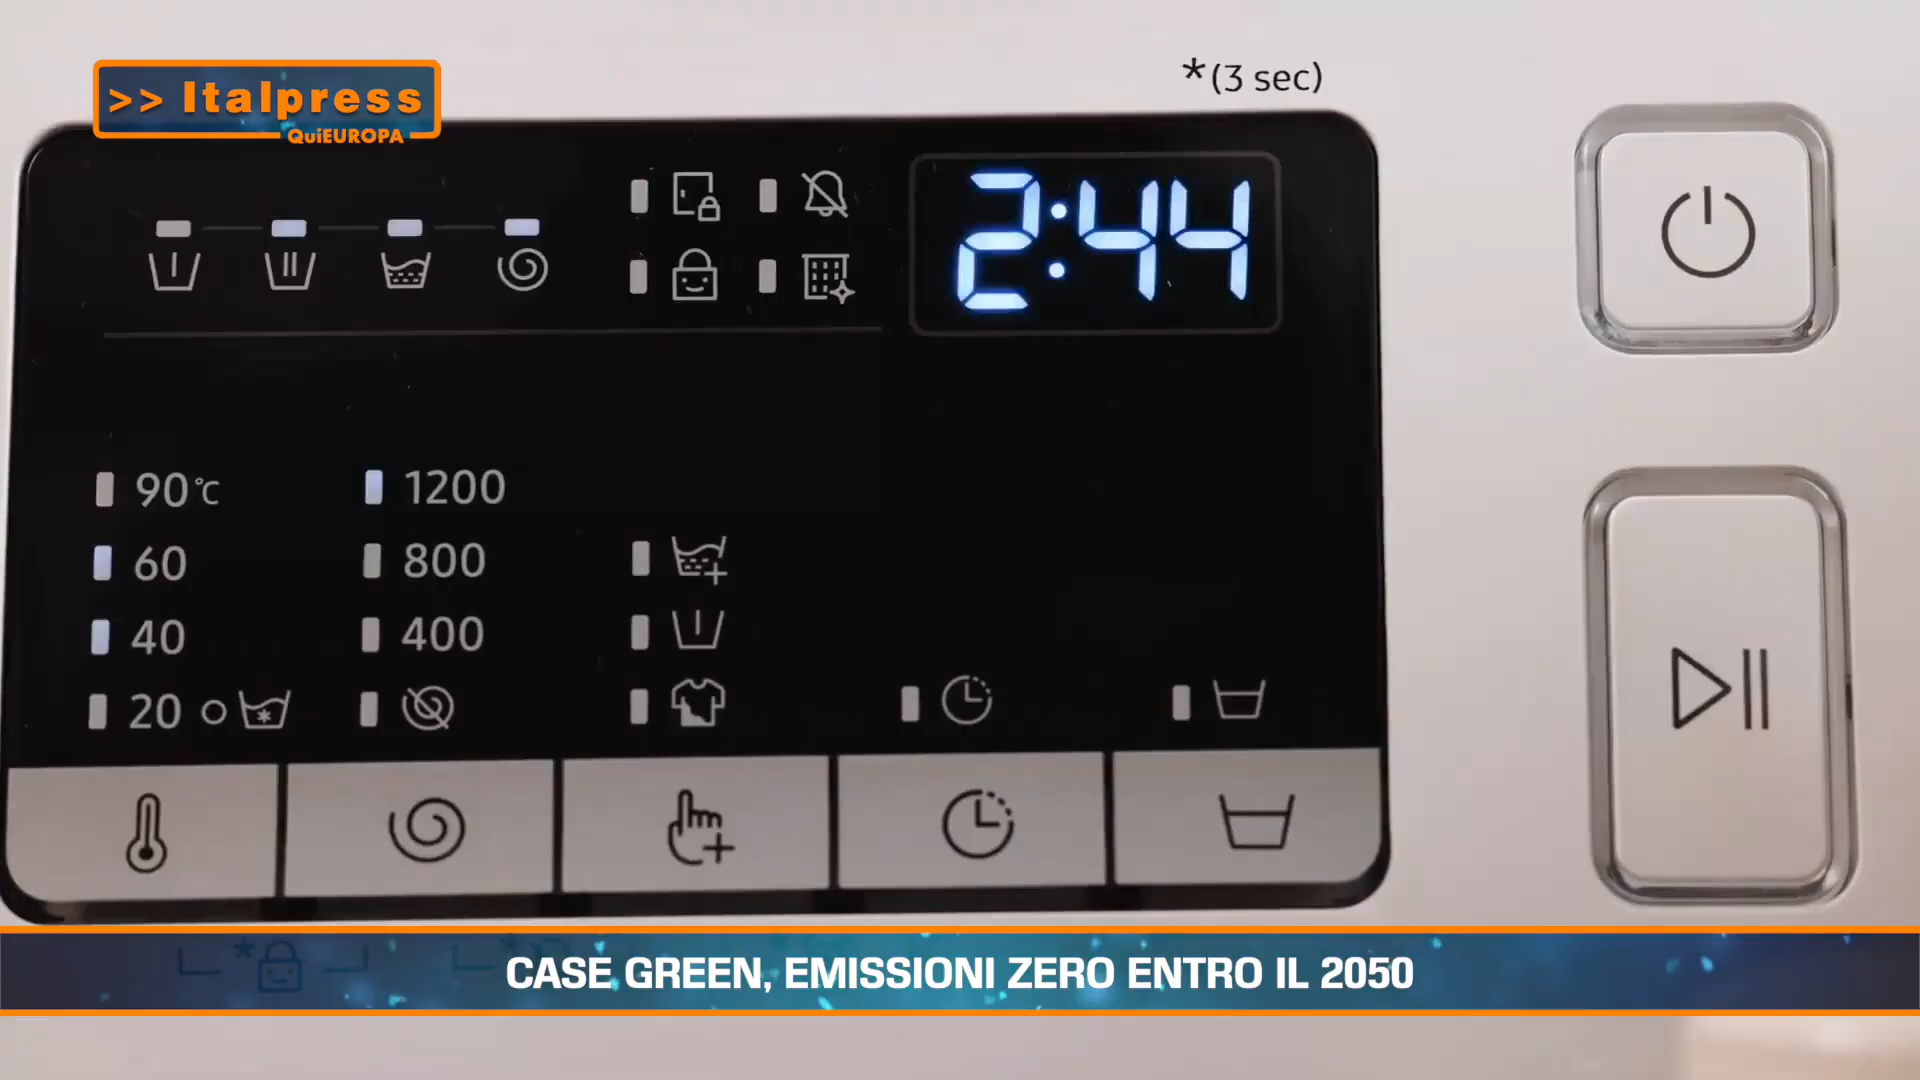 >> Italpress
QuiEUROPA
*(3 sec)
2:44
90°C
1200
60
800
40
400
20
CASE GREEN, EMISSIONI ZERO ENTRO IL 2050